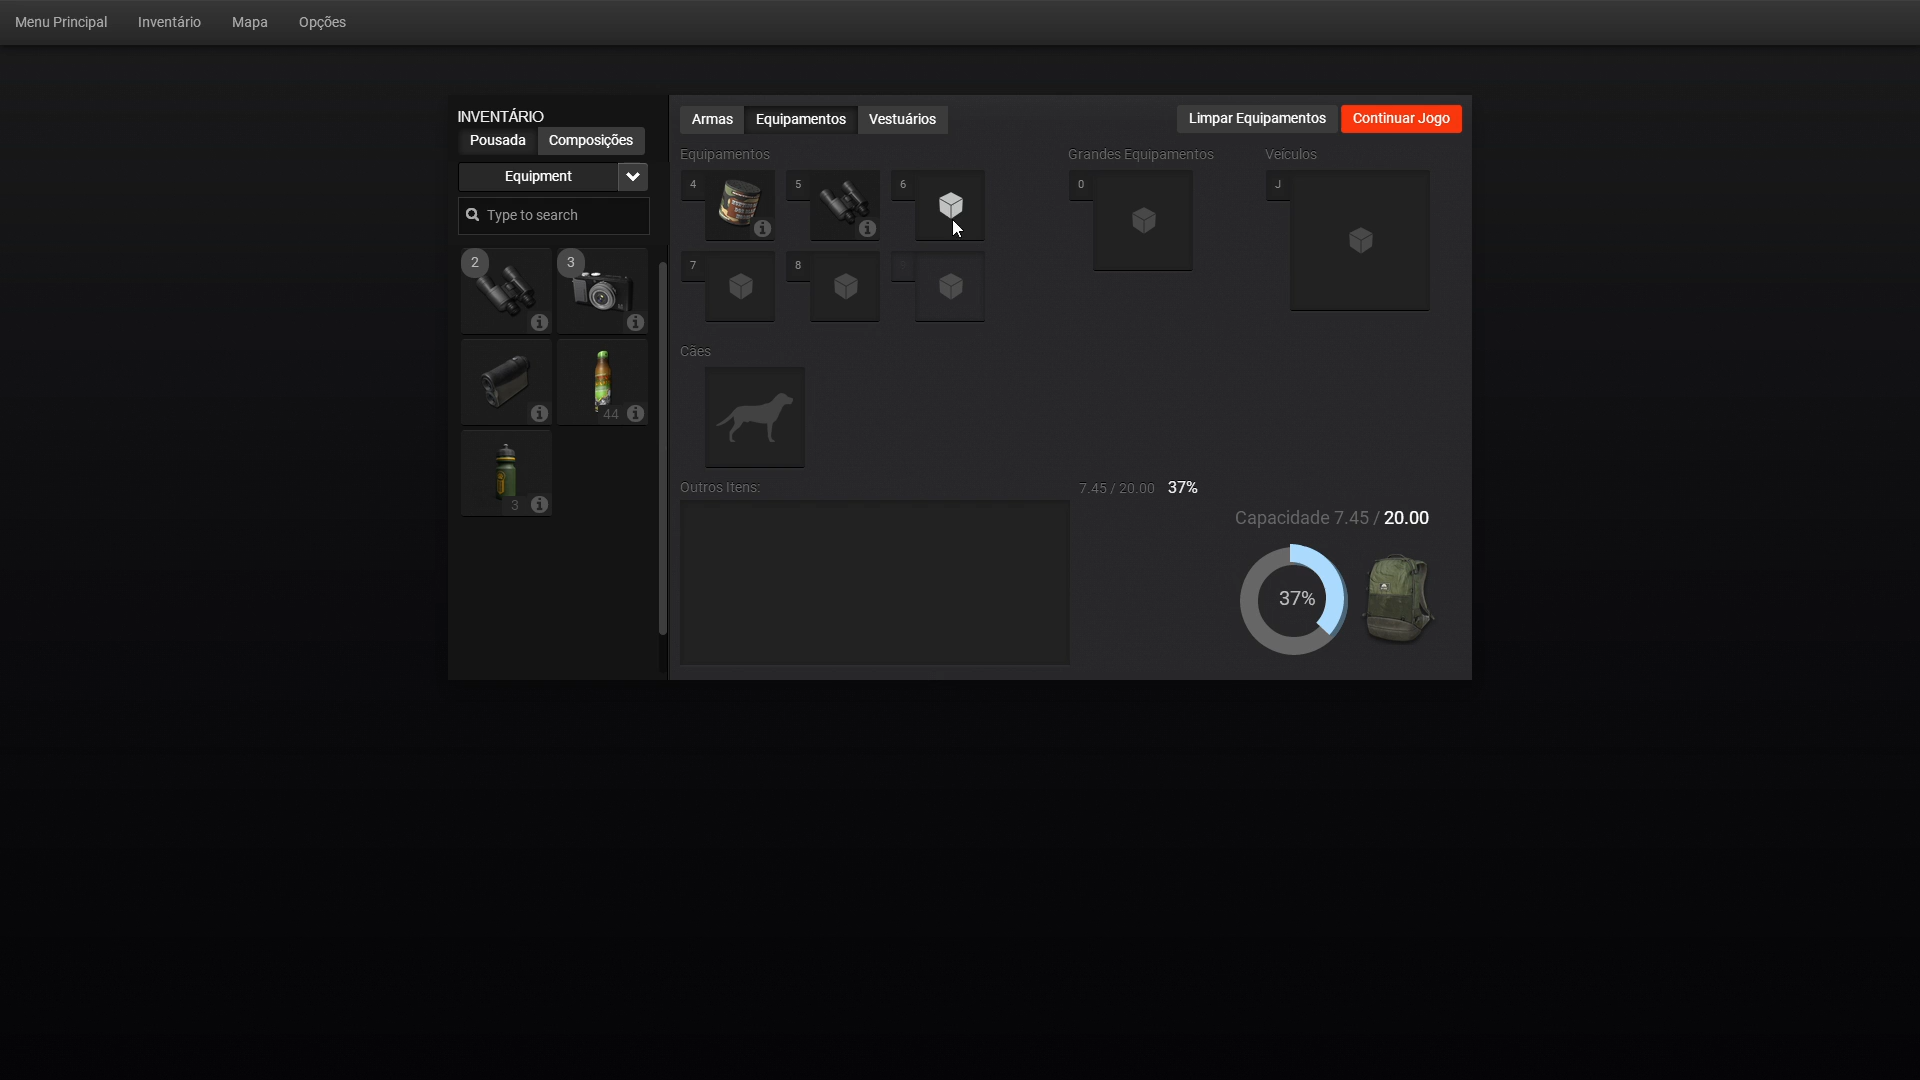 Menu Principal Inventário Mapa Opções
INVENTÁRIO
Pousada Composições
Equipment
Type to search
2 3
44
3
Armas Equipamentos Vestuários
Limpar Equipamentos Continuar Jogo
Equipamentos
4 5 6
7 8
Grandes Equipamentos
0
Veículos
J
Cães
Outros Itens:
7.45 / 20.00 37%
Capacidade 7.45 / 20.00
37%